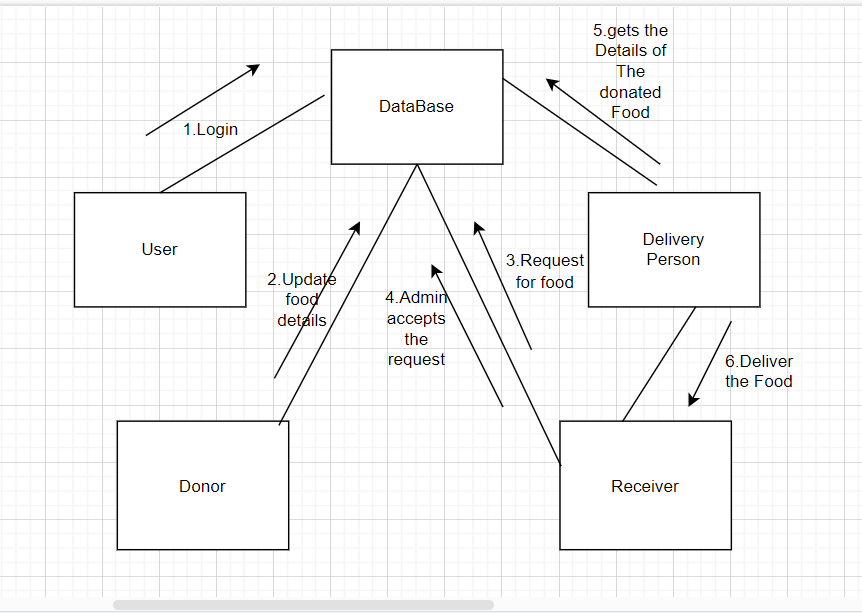 5.gets the
Details of
The
donated
Food
DataBase
1.Login
User
Delivery
Person
2.Update
food
details
4.Admin
accepts
the
request
3.Request
for food
6.Deliver
the Food
Donor
Receiver